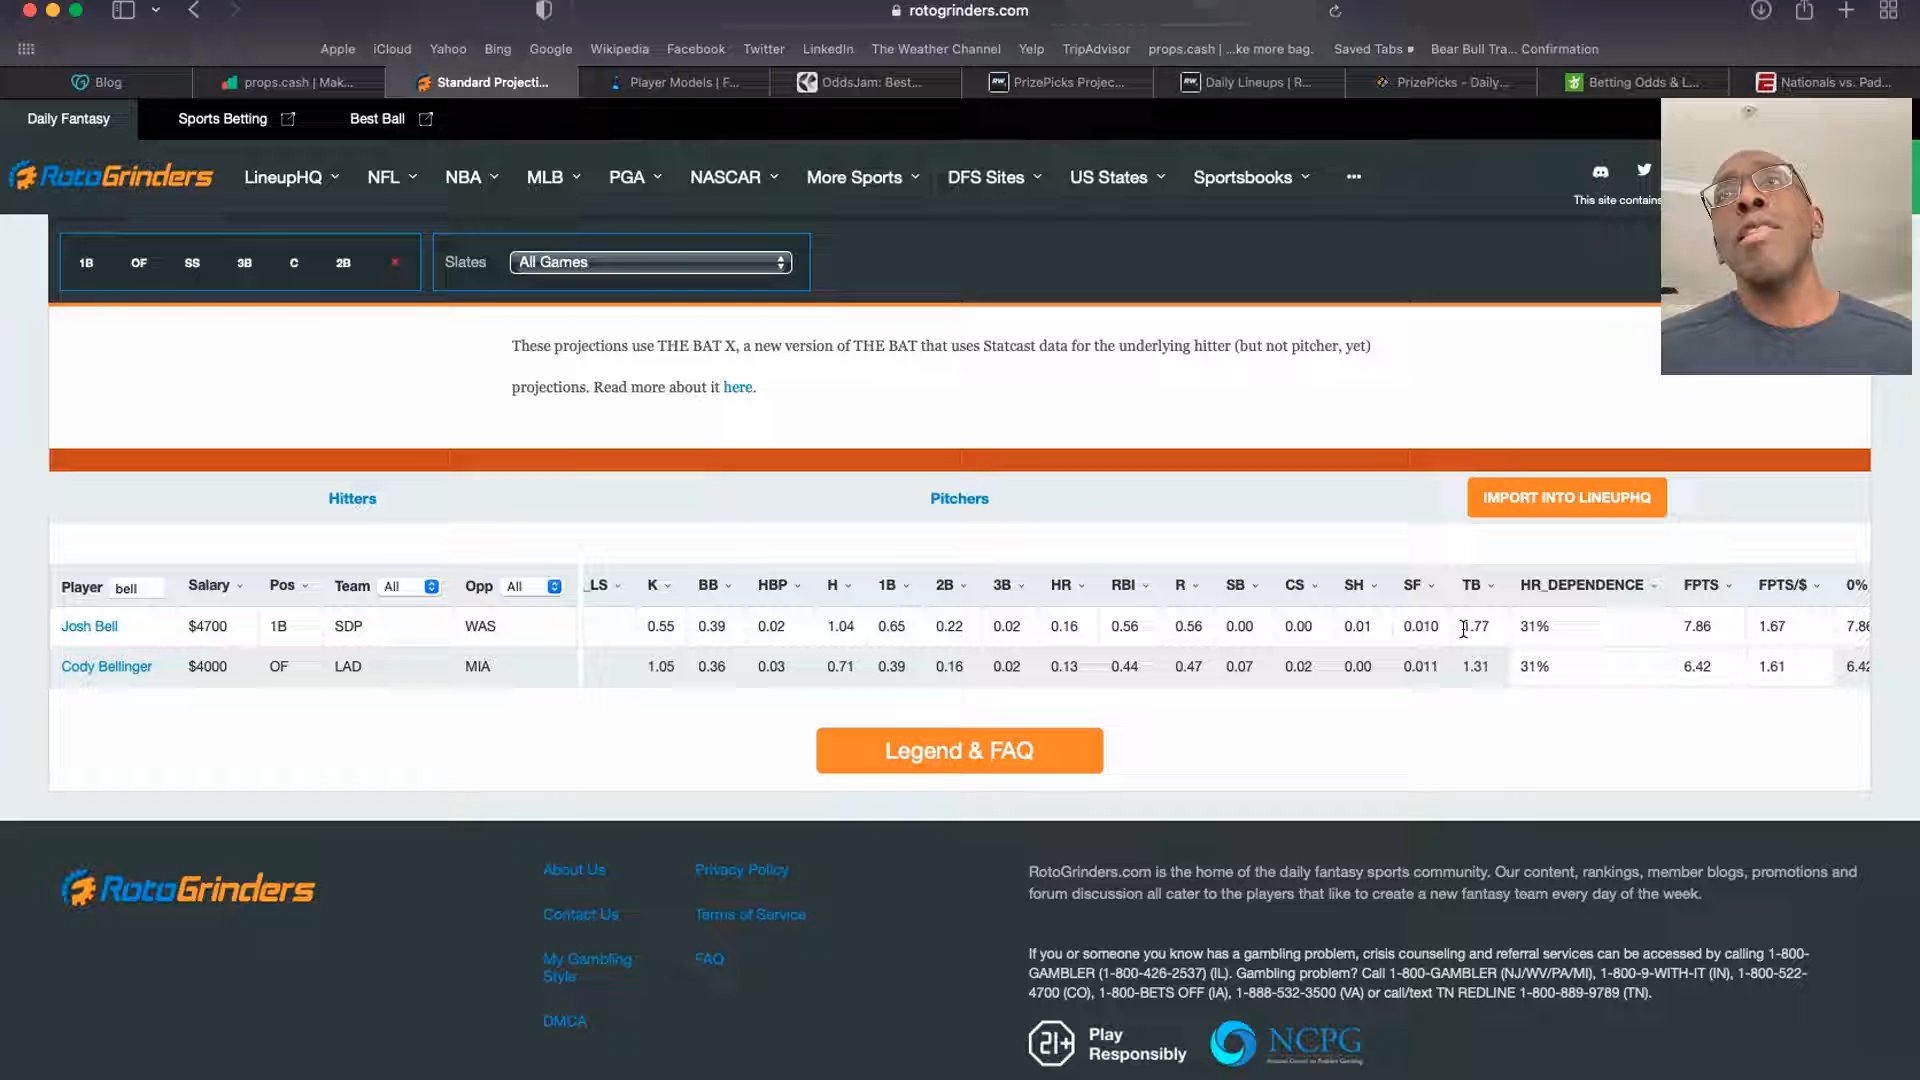 rotogrinders.com
Apple iCloud Yahoo Bing Google Wikipedia Facebook Twitter LinkedIn The Weather Channel Yelp TripAdvisor props.cash | ...ke more bag. Saved Tabs Bear Bull Tra... Confirmation
Blog props.cash | Mak... Standard Projecti... Player Models | F... OddsJam: Best... RW PrizePicks Projec... RW Daily Lineups | R... PrizePicks - Daily... Betting Odds & L... Nationals vs. Pad...
Daily Fantasy Sports Betting Best Ball
RotoGrinders LineupHQ NFL NBA MLB PGA NASCAR More Sports DFS Sites US States Sportsbooks ...
This site contains
1B OF SS 3B C 2B × Slates All Games
These projections use THE BAT X, a new version of THE BAT that uses Statcast data for the underlying hitter (but not pitcher, yet)
projections. Read more about it here.
Hitters Pitchers IMPORT INTO LINEUPHQ
Player bell Salary Pos Team All Opp All _LS K BB HBP H 1B 2B 3B HR RBI R SB CS SH SF TB HR_DEPENDENCE FPTS FPTS/$ 0%
Josh Bell $4700 1B SDP WAS 0.55 0.39 0.02 1.04 0.65 0.22 0.02 0.16 0.56 0.56 0.00 0.00 0.01 0.010 1.77 31% 7.86 1.67 7.86
Cody Bellinger $4000 OF LAD MIA 1.05 0.36 0.03 0.71 0.39 0.16 0.02 0.13 0.44 0.47 0.07 0.02 0.00 0.011 1.31 31% 6.42 1.61 6.42
Legend & FAQ
RotoGrinders
About Us Privacy Policy
Contact Us Terms of Service
My Gambling FAQ
Style
DMCA
RotoGrinders.com is the home of the daily fantasy sports community. Our content, rankings, member blogs, promotions and
forum discussion all cater to the players that like to create a new fantasy team every day of the week.
If you or someone you know has a gambling problem, crisis counseling and referral services can be accessed by calling 1-800-
GAMBLER (1-800-426-2537) (IL). Gambling problem? Call 1-800-GAMBLER (NJ/WV/PA/MI), 1-800-9-WITH-IT (IN), 1-800-522-
4700 (CO), 1-800-BETS OFF (IA), 1-888-532-3500 (VA) or call/text TN REDLINE 1-800-889-9789 (TN).
21+ Play
Responsibly
NCPG